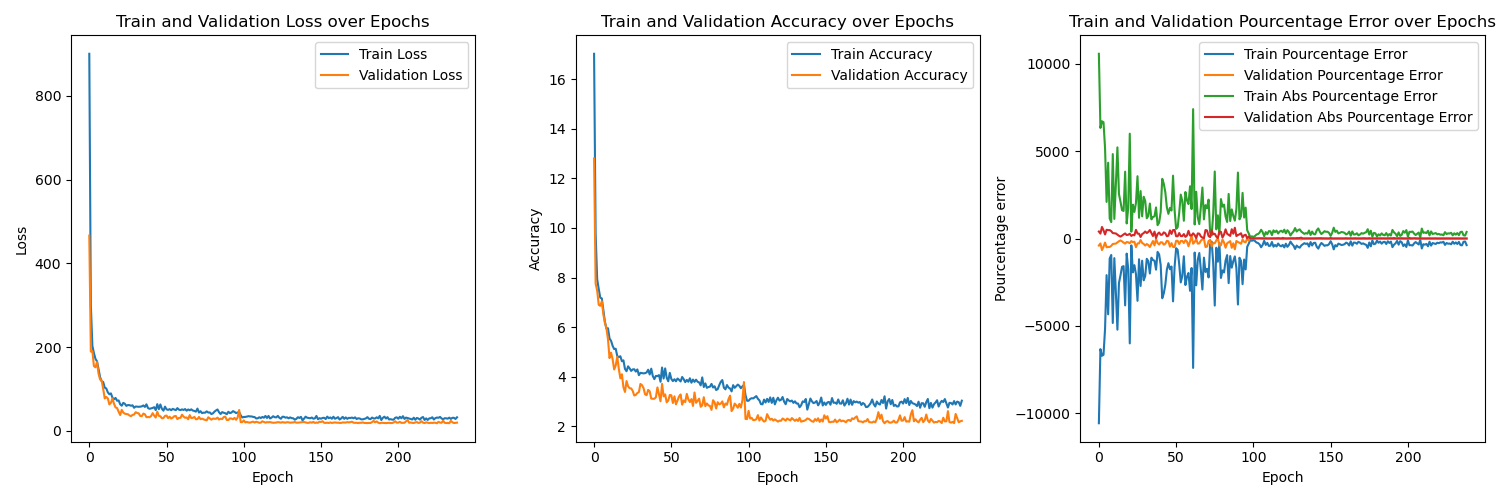 Train and Validation Loss over Epochs
Train Loss
Validation Loss
Loss
800
600
400
200
0
0 50 100 150 200
Epoch
Train and Validation Accuracy over Epochs
Train Accuracy
Validation Accuracy
Accuracy
16
14
12
10
8
6
4
2
0 50 100 150 200
Epoch
Train and Validation Pourcentage Error over Epochs
Train Pourcentage Error
Validation Pourcentage Error
Train Abs Pourcentage Error
Validation Abs Pourcentage Error
Pourcentage error
10000
5000
0
−5000
−10000
0 50 100 150 200
Epoch